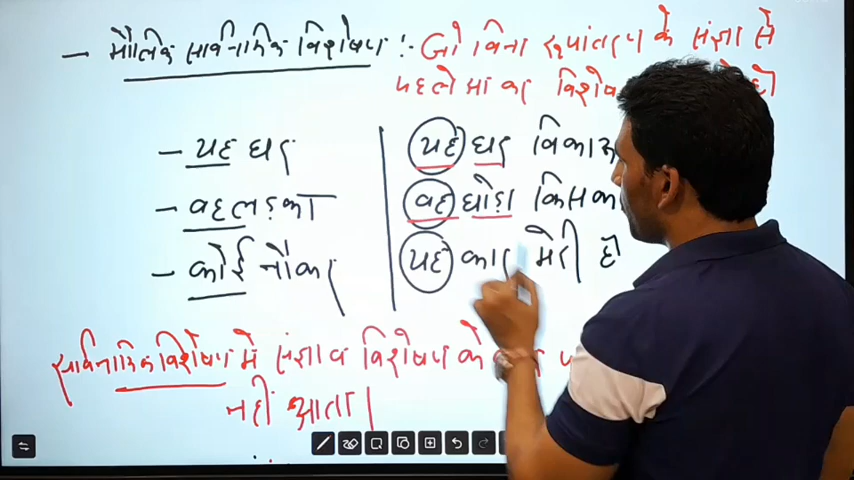 — मौलिक सार्वनामिक विशेषण :- जो बिना रूपांतरण के संज्ञा से
पहले आकर
— यह घर
यह घर
— वह लड़का
वह घोड़ा
— कोई नौकर
यह कार मेरी है
सार्वनामिक विशेषण में संज्ञा व विशेषण के
नहीं आता।